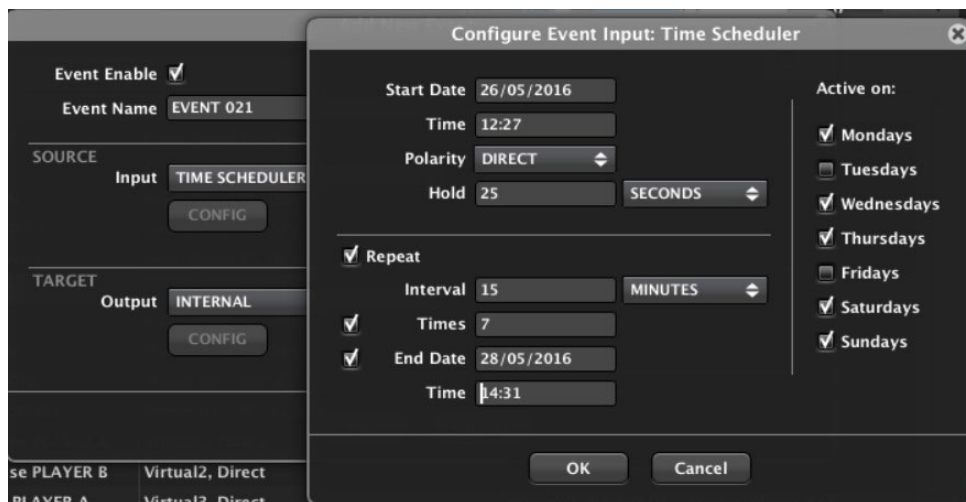 Configure Event Input: Time Scheduler
Event Enable
Event Name EVENT 021
SOURCE
Input TIME SCHEDULER
CONFIG
TARGET
Output INTERNAL
CONFIG
Start Date 26/05/2016
Time 12:27
Polarity DIRECT
Hold 25 SECONDS
Repeat
Interval 15 MINUTES
Times 7
End Date 28/05/2016
Time 14:31
Active on:
Mondays
Tuesdays
Wednesdays
Thursdays
Fridays
Saturdays
Sundays
OK Cancel
se PLAYER B Virtual2, Direct
PLAYER A Virtual3, Direct